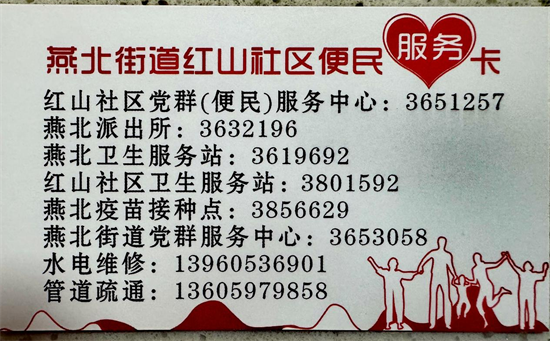 燕北街道红山社区便民服务卡
红山社区党群(便民)服务中心：3651257
燕北派出所：3632196
燕北卫生服务站：3619692
红山社区卫生服务站：3801592
燕北疫苗接种点：3856629
燕北街道党群服务中心：3653058
水电维修：13960536901
管道疏通：13605979858